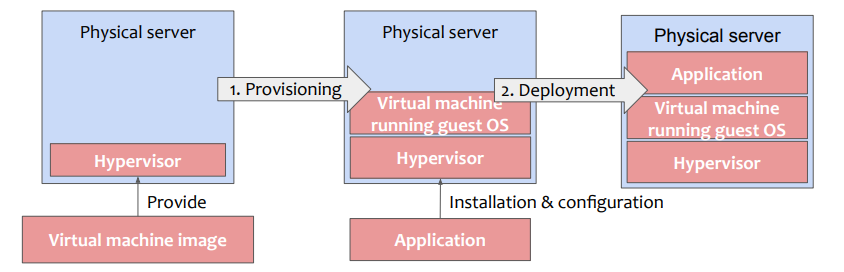 Physical server
Physical server
Physical server
Application
1. Provisioning
2. Deployment
Virtual machine
running guest OS
Virtual machine
running guest OS
Hypervisor
Hypervisor
Hypervisor
Provide
Installation & configuration
Virtual machine image
Application